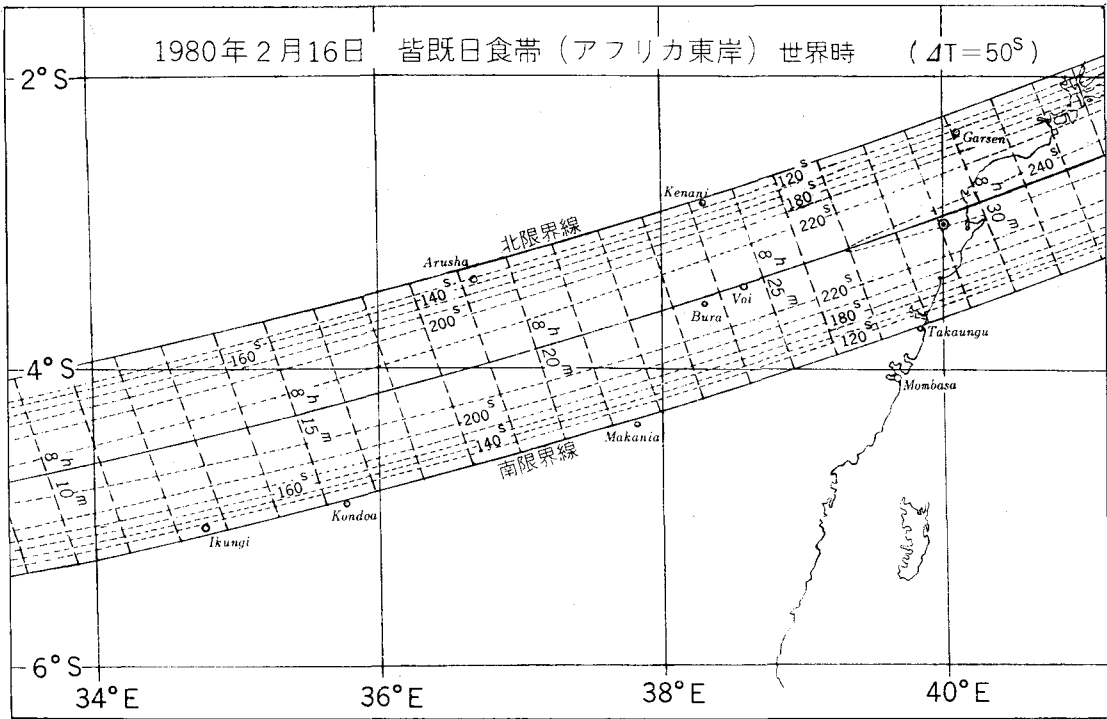 1980年2月16日 皆既日食帯(アフリカ東岸) 世界時 (ΔT=50ˢ)
2°S
Garsen
240ˢ
120ˢ
180ˢ
220ˢ
Kenani
8ʰ 30ᵐ
北限界線
Arusha
140ˢ
200ˢ
8ʰ 25ᵐ
Voi
Bura
220ˢ
180ˢ
120ˢ
Takaungu
160ˢ
8ʰ 20ᵐ
4°S
Mombasa
8ʰ 15ᵐ
200ˢ
140ˢ
Makania
南限界線
8ʰ 10ᵐ
160ˢ
Kondoa
Ikungi
6°S
34°E
36°E
38°E
40°E